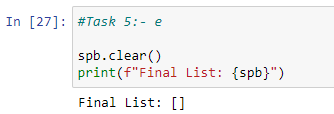 In [27]: #Task 5:- e
spb.clear()
print(f"Final List: {spb}")
Final List: []